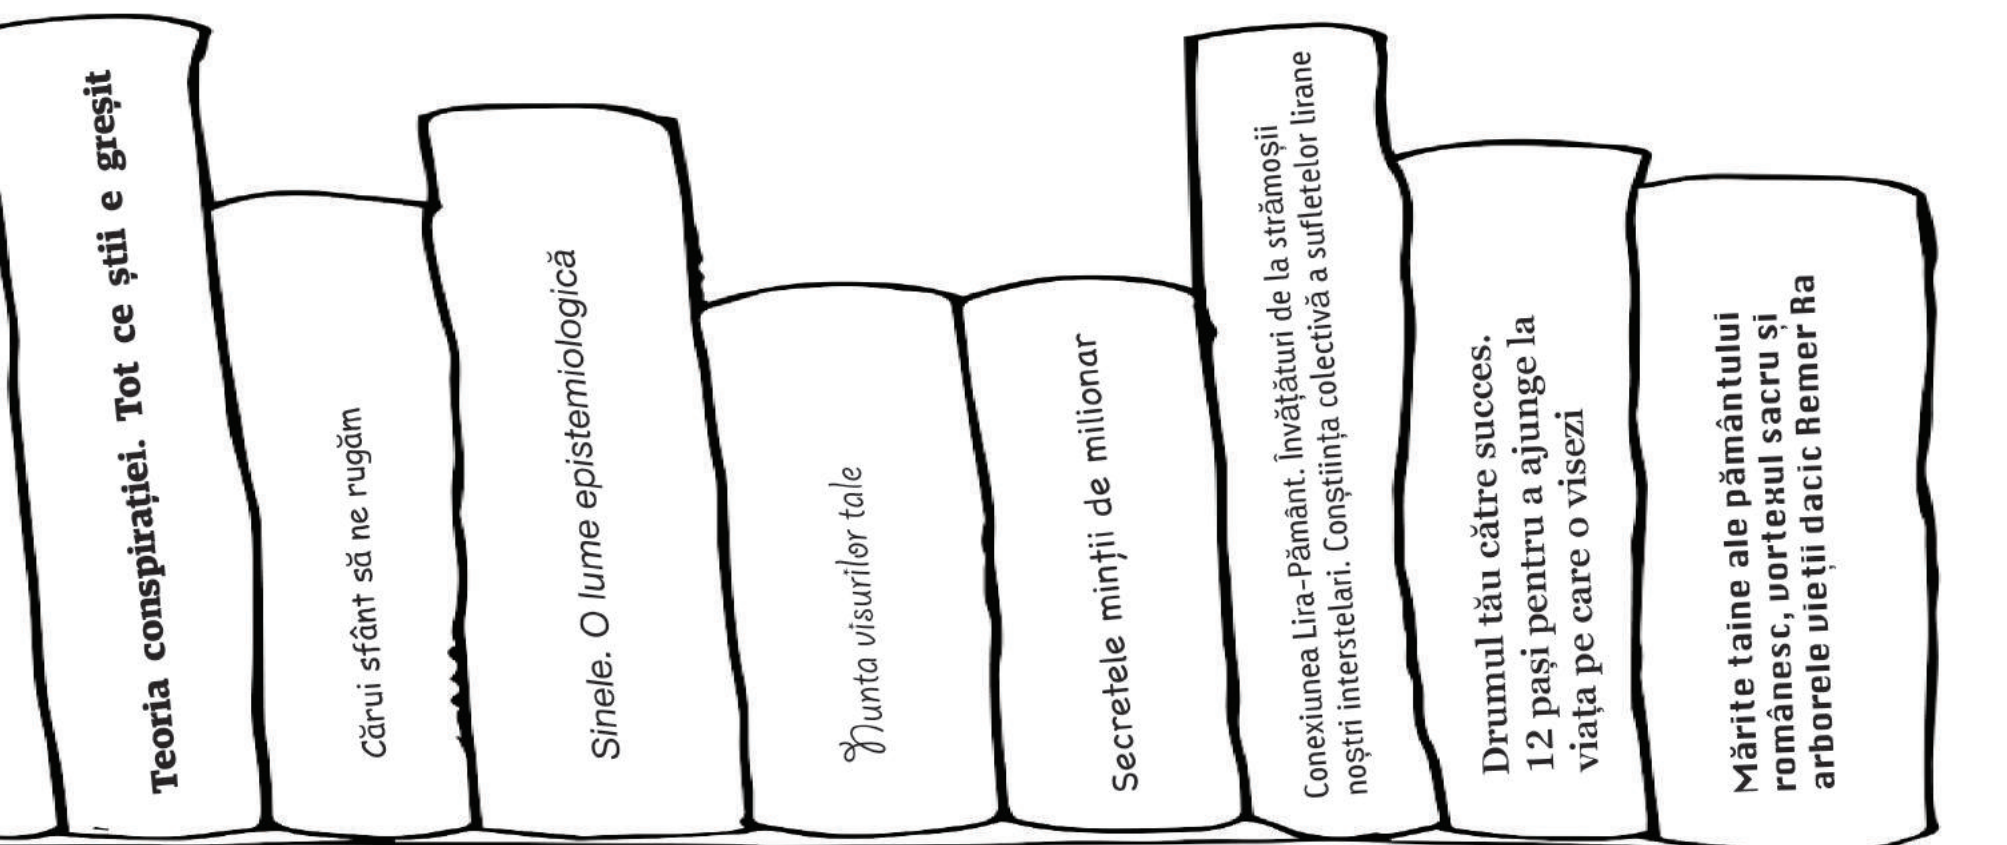 Teoria conspirației. Tot ce știi e greșit
Cărui sfânt să ne rugăm
Sinele. O lume epistemiologică
Nunta visurilor tale
Secretele minții de milionar
Conexiunea Lira-Pământ. Învățături de la strămoșii
noștri interstelari. Conștiința colectivă a sufletelor lirane
Drumul tău către succes.
12 pași pentru a ajunge la
viața pe care o visezi
Mărite taine ale pământului
românesc, vortexul sacru și
arborele vieții dacic Remer Ra